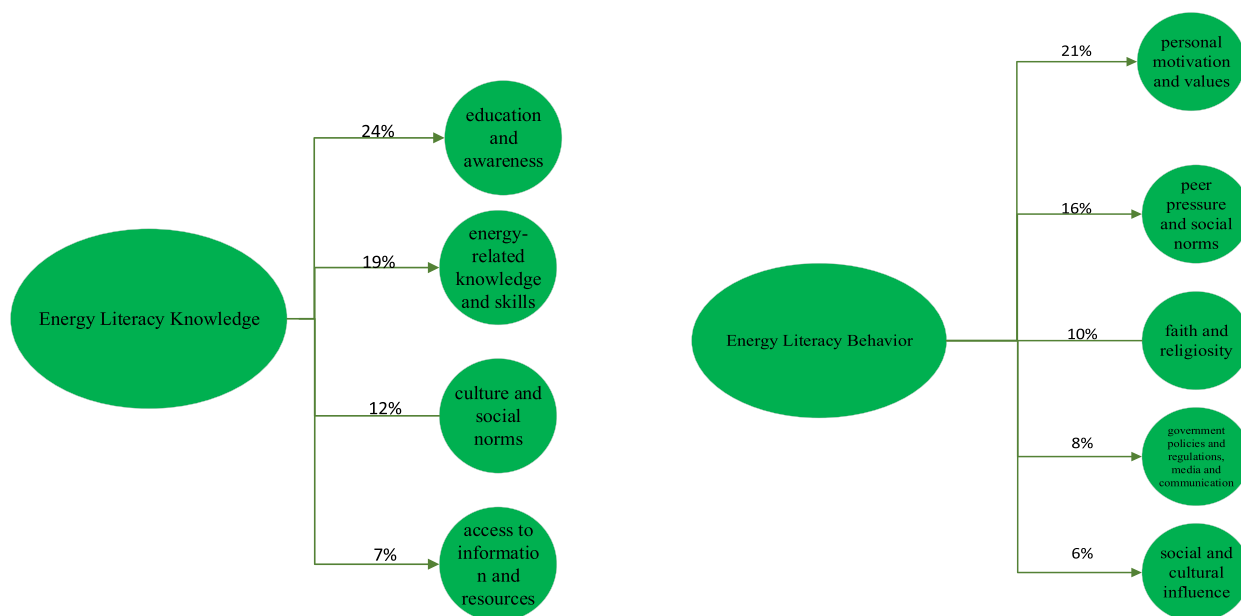 Energy Literacy Knowledge
24%
education
and
awareness
19%
energy-
related
knowledge
and skills
12%
culture and
social
norms
7%
access to
informatio
n and
resources
Energy Literacy Behavior
21%
personal
motivation
and values
16%
peer
pressure
and social
norms
10%
faith and
religiosity
8%
government
policies and
regulations,
media and
communication
6%
social and
cultural
influence